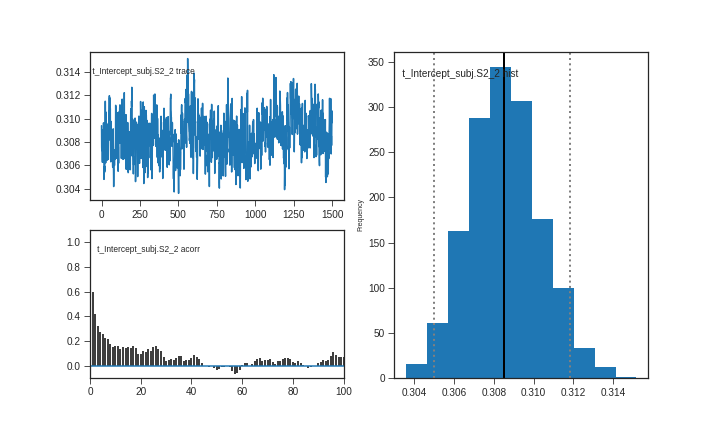 t_Intercept_subj.S2_2 trace
0.314
0.312
0.310
0.308
0.306
0.304
0 250 500 750 1000 1250 1500
t_Intercept_subj.S2_2 acorr
1.0
0.8
0.6
0.4
0.2
0.0
0 20 40 60 80 100
t_Intercept_subj.S2_2 hist
Frequency
350
300
250
200
150
100
50
0
0.304 0.306 0.308 0.310 0.312 0.314